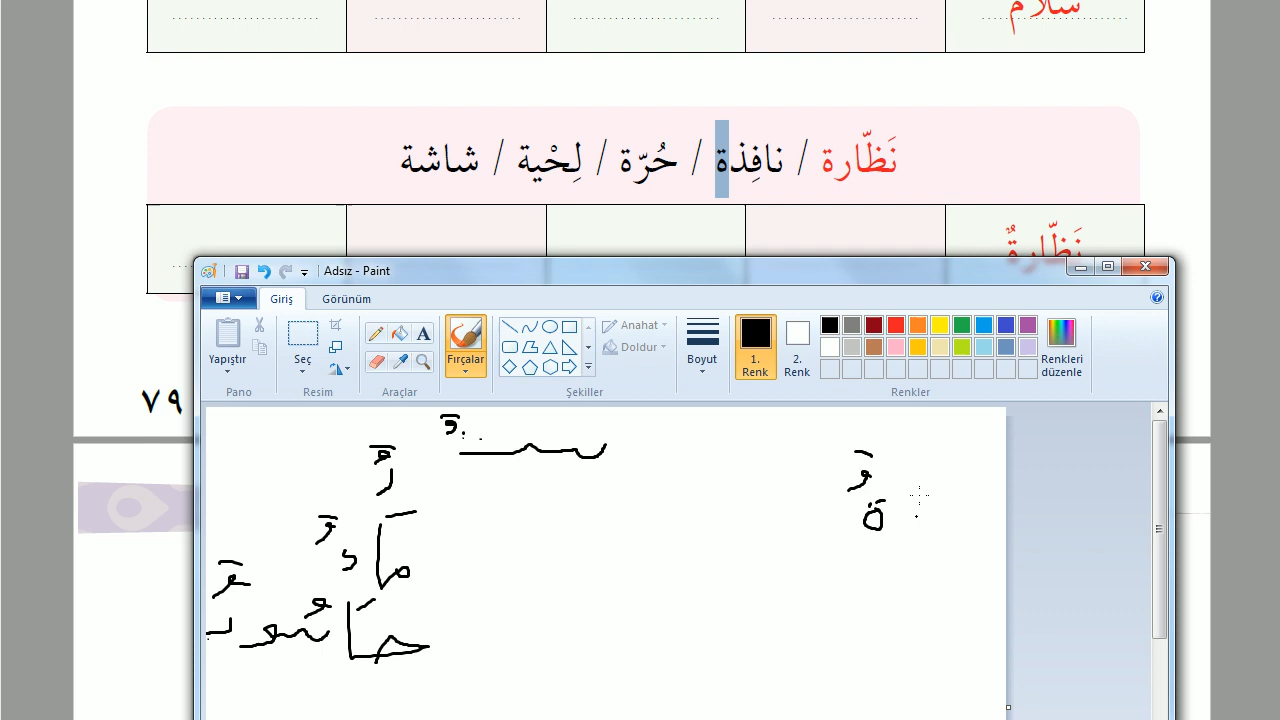 سلام
نَظّارة / نافِذة / حُرّة / لِحْية / شاشة
نَظّارةٌ
Adsız - Paint
Giriş Görünüm
Yapıştır
Seç
Fırçalar
Anahat
Doldur
Boyut
1. Renk
2. Renk
Renkleri düzenle
Pano Resim Araçlar Şekiller Renkler
٧٩